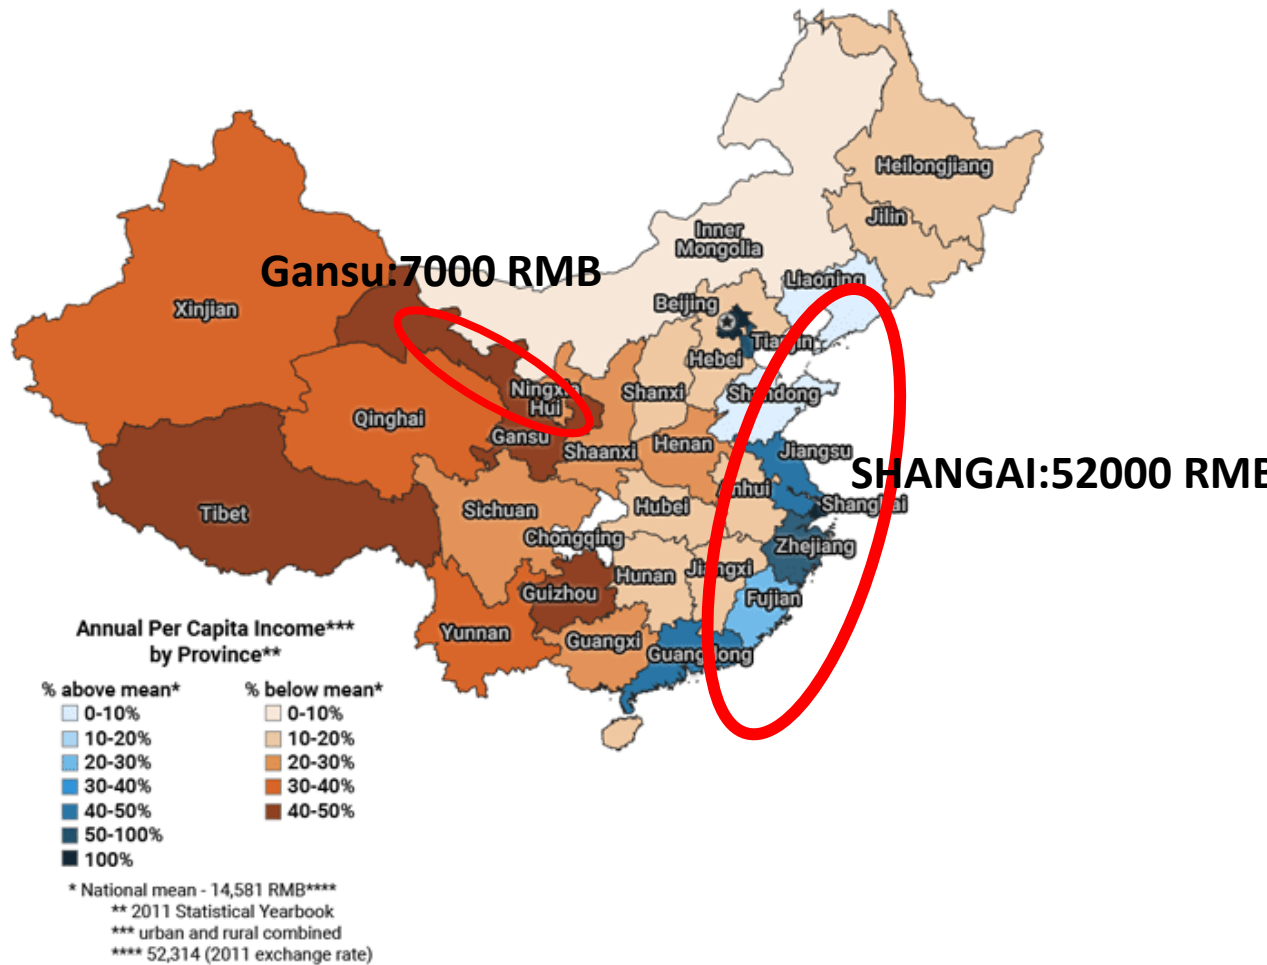 Heilongjiang
Jilin
Inner
Mongolia
Gansu:7000 RMB
Liaoning
Xinjian
Beijing
Tianjin
Hebei
Ningxia
Hui
Shanxi
Shandong
Qinghai
Gansu
Shaanxi
Henan
Jiangsu
SHANGAI:52000 RMB
Anhui
Tibet
Sichuan
Hubei
Shanghai
Chongqing
Zhejiang
Jiangxi
Hunan
Guizhou
Fujian
Yunnan
Guangxi
Guangdong
Annual Per Capita Income***
by Province**
% above mean*
0-10%
10-20%
20-30%
30-40%
40-50%
50-100%
100%
% below mean*
0-10%
10-20%
20-30%
30-40%
40-50%
* National mean - 14,581 RMB****
** 2011 Statistical Yearbook
*** urban and rural combined
**** 52,314 (2011 exchange rate)